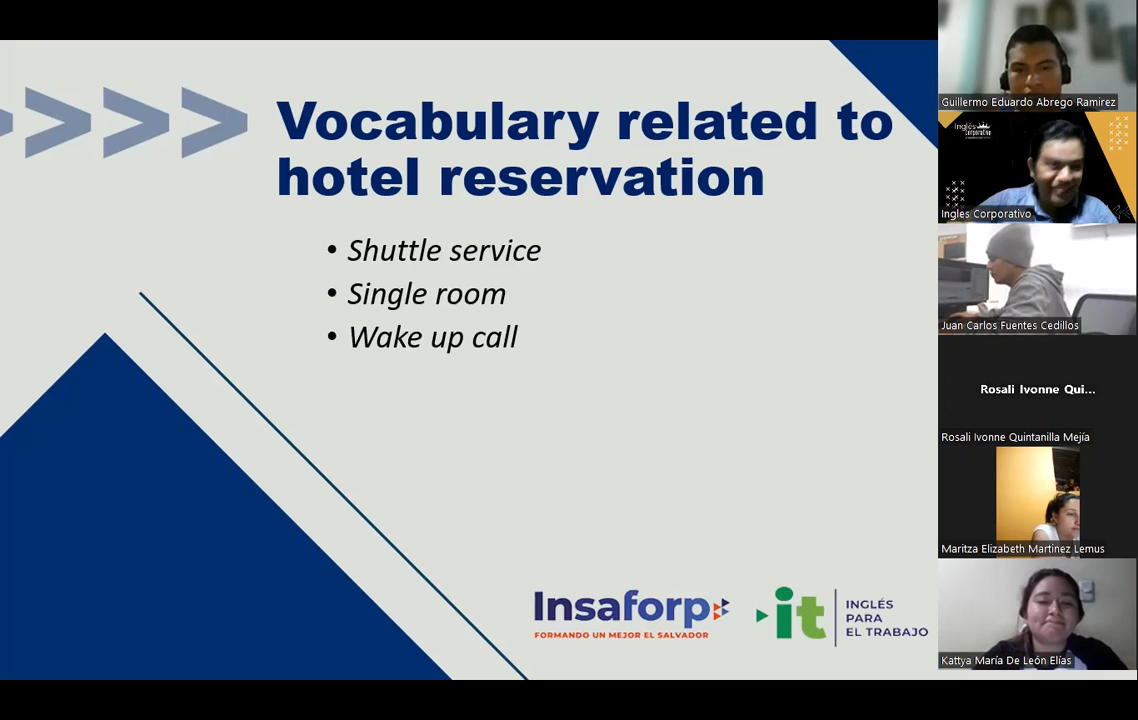 Vocabulary related to
hotel reservation
• Shuttle service
• Single room
• Wake up call
Insaforp
FORMANDO UN MEJOR EL SALVADOR
it
INGLÉS
PARA
EL TRABAJO
Guillermo Eduardo Abrego Ramirez
Inglés
Corporativo
Ingles Corporativo
Juan Carlos Fuentes Cedillos
Rosali Ivonne Qui...
Rosali Ivonne Quintanilla Mejía
Maritza Elizabeth Martinez Lemus
Kattya María De León Elías